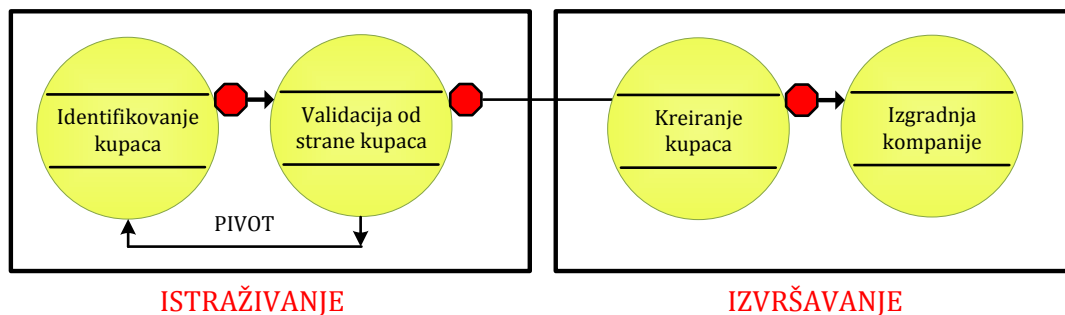 Identifikovanje
kupaca
Validacija od
strane kupaca
Kreiranje
kupaca
Izgradnja
kompanije
PIVOT
ISTRAŽIVANJE
IZVRŠAVANJE